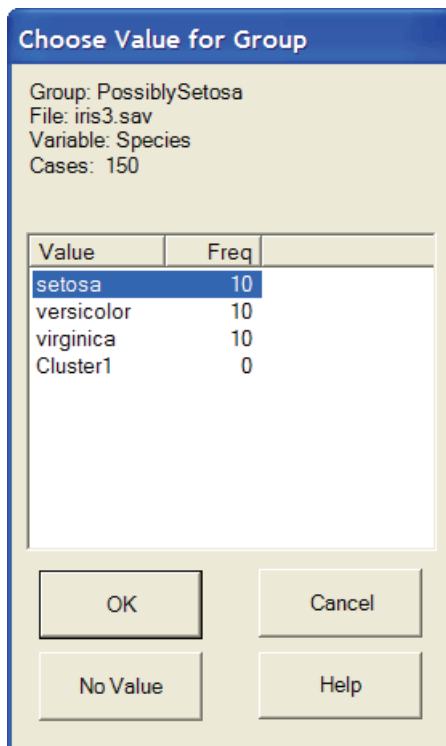 Choose Value for Group
Group: PossiblySetosa
File: iris3.sav
Variable: Species
Cases: 150
Value Freq
setosa 10
versicolor 10
virginica 10
Cluster1 0
OK Cancel
No Value Help